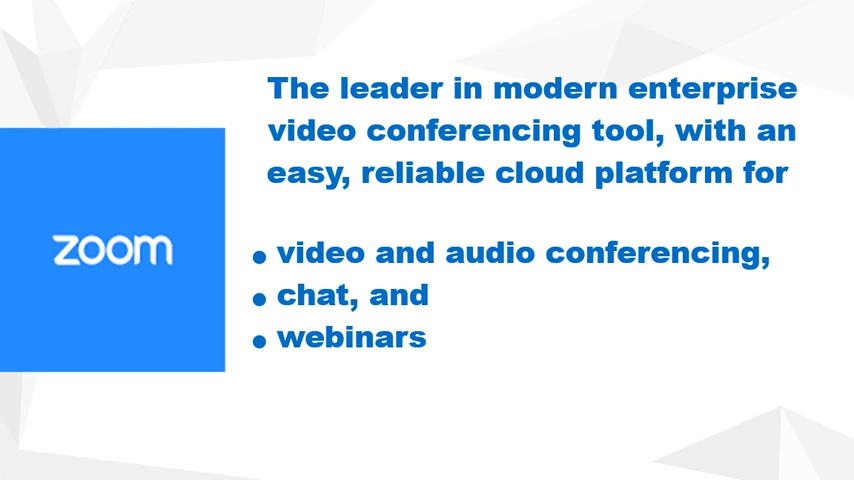 The leader in modern enterprise
video conferencing tool, with an
easy, reliable cloud platform for
zoom
• video and audio conferencing,
• chat, and
• webinars